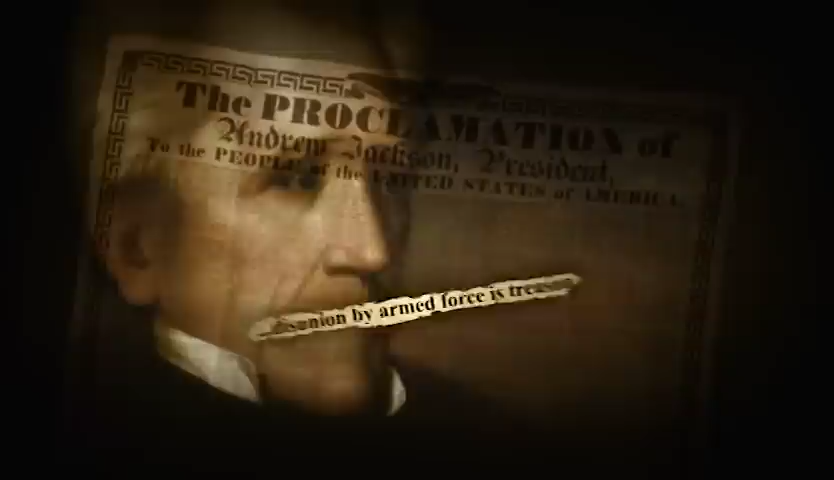 The PROCLAMATION of
Andrew Jackson, President,
To the PEOPLE of the UNITED STATES of AMERICA.
disunion by armed force is treason